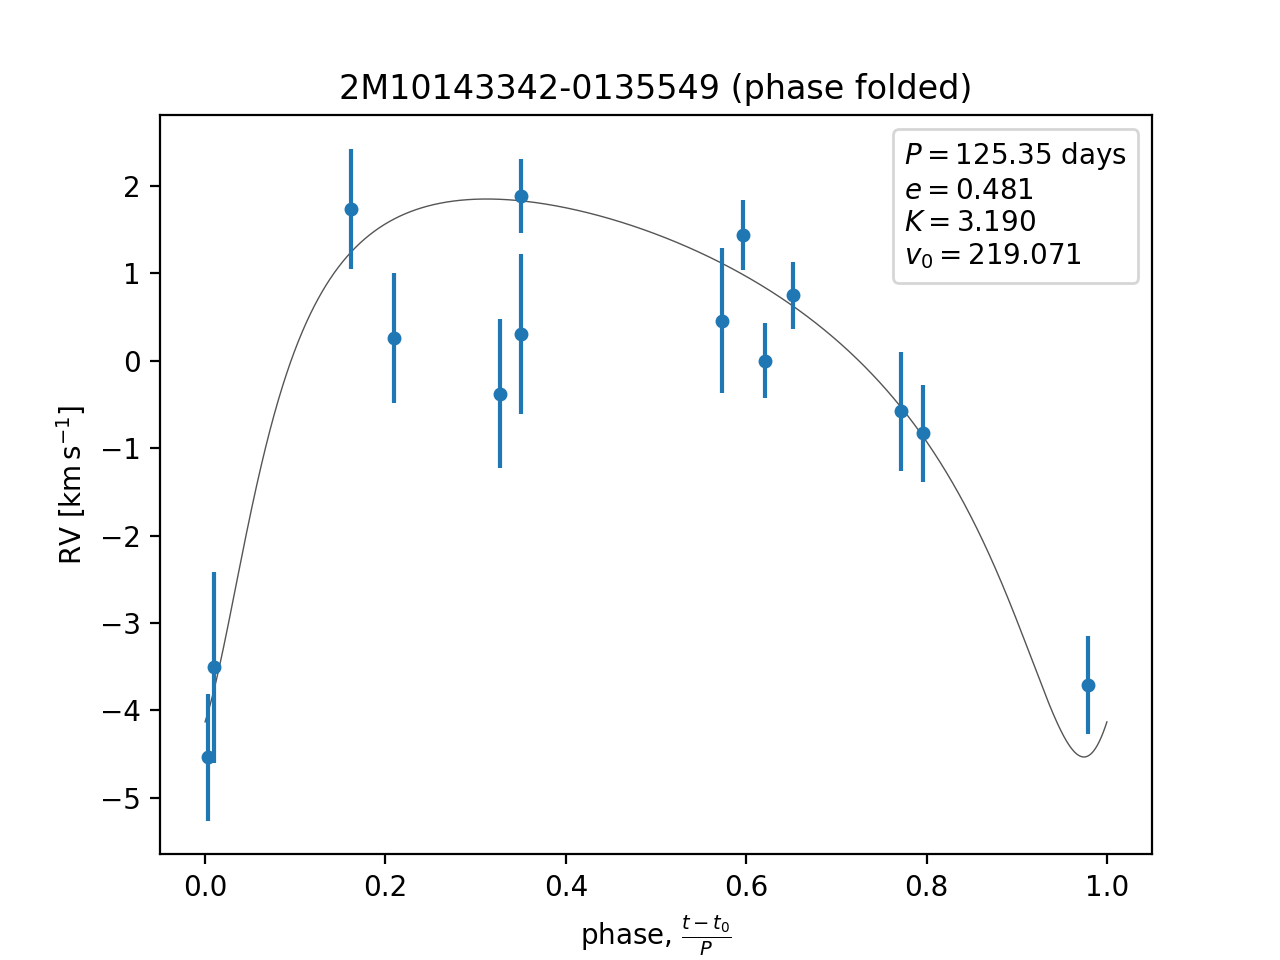 2M10143342-0135549 (phase folded)
P = 125.35 days
e = 0.481
K = 3.190
v₀ = 219.071
2
1
0
−1
−2
−3
−4
−5
RV [km s⁻¹]
0.0 0.2 0.4 0.6 0.8 1.0
phase, (t − t₀)/P